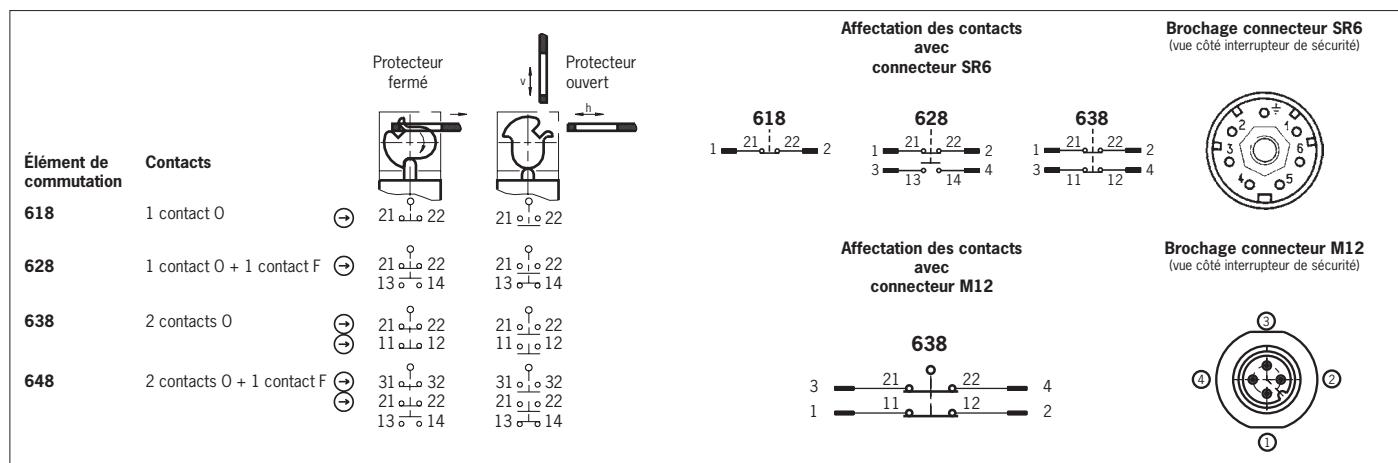 Protecteur
fermé
Protecteur
ouvert
v
h
Élément de
commutation
Contacts
618
1 contact O
21 22
21 22
628
1 contact O + 1 contact F
21 22
13 14
21 22
13 14
638
2 contacts O
21 22
11 12
21 22
11 12
648
2 contacts O + 1 contact F
31 32
21 22
13 14
31 32
21 22
13 14
Affectation des contacts
avec
connecteur SR6
618
1 21 22 2
628
1 21 22 2
3 13 14 4
638
1 21 22 2
3 11 12 4
Brochage connecteur SR6
(vue côté interrupteur de sécurité)
2 1
3 6
4 5
Affectation des contacts
avec
connecteur M12
638
3 21 22 4
1 11 12 2
Brochage connecteur M12
(vue côté interrupteur de sécurité)
3
4 2
1